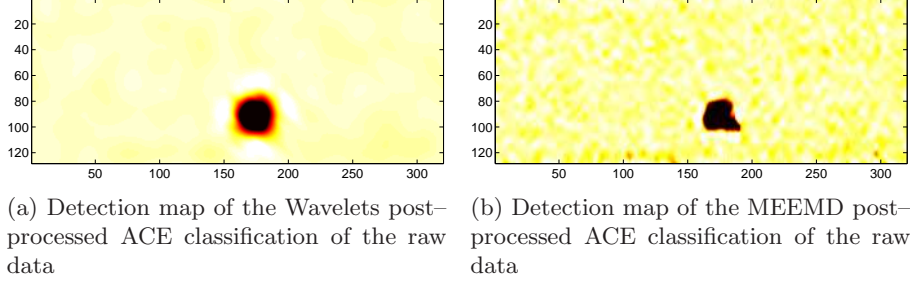 20
40
60
80
100
120
50 100 150 200 250 300
20
40
60
80
100
120
50 100 150 200 250 300
(a) Detection map of the Wavelets post–
processed ACE classification of the raw
data
(b) Detection map of the MEEMD post–
processed ACE classification of the raw
data